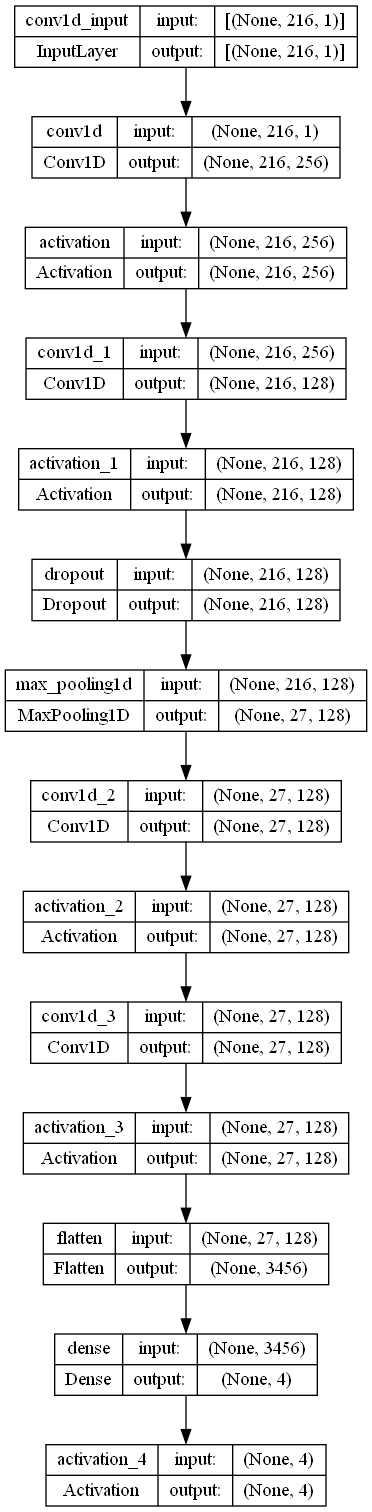 conv1d_input input: [(None, 216, 1)]
InputLayer output: [(None, 216, 1)]
conv1d input: (None, 216, 1)
Conv1D output: (None, 216, 256)
activation input: (None, 216, 256)
Activation output: (None, 216, 256)
conv1d_1 input: (None, 216, 256)
Conv1D output: (None, 216, 128)
activation_1 input: (None, 216, 128)
Activation output: (None, 216, 128)
dropout input: (None, 216, 128)
Dropout output: (None, 216, 128)
max_pooling1d input: (None, 216, 128)
MaxPooling1D output: (None, 27, 128)
conv1d_2 input: (None, 27, 128)
Conv1D output: (None, 27, 128)
activation_2 input: (None, 27, 128)
Activation output: (None, 27, 128)
conv1d_3 input: (None, 27, 128)
Conv1D output: (None, 27, 128)
activation_3 input: (None, 27, 128)
Activation output: (None, 27, 128)
flatten input: (None, 27, 128)
Flatten output: (None, 3456)
dense input: (None, 3456)
Dense output: (None, 4)
activation_4 input: (None, 4)
Activation output: (None, 4)